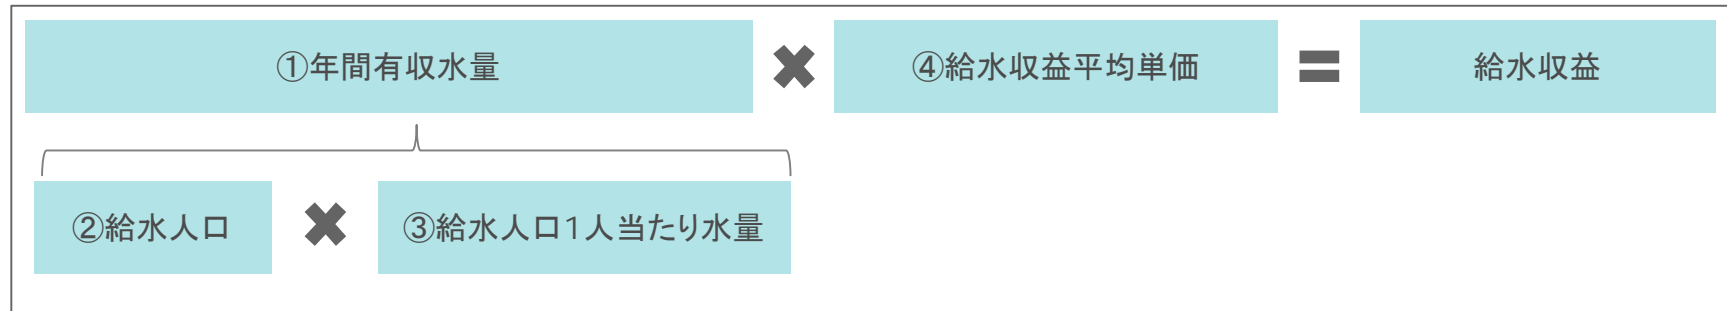 ①年間有収水量 ✖ ④給水収益平均単価 = 給水収益
②給水人口 ✖ ③給水人口１人当たり水量